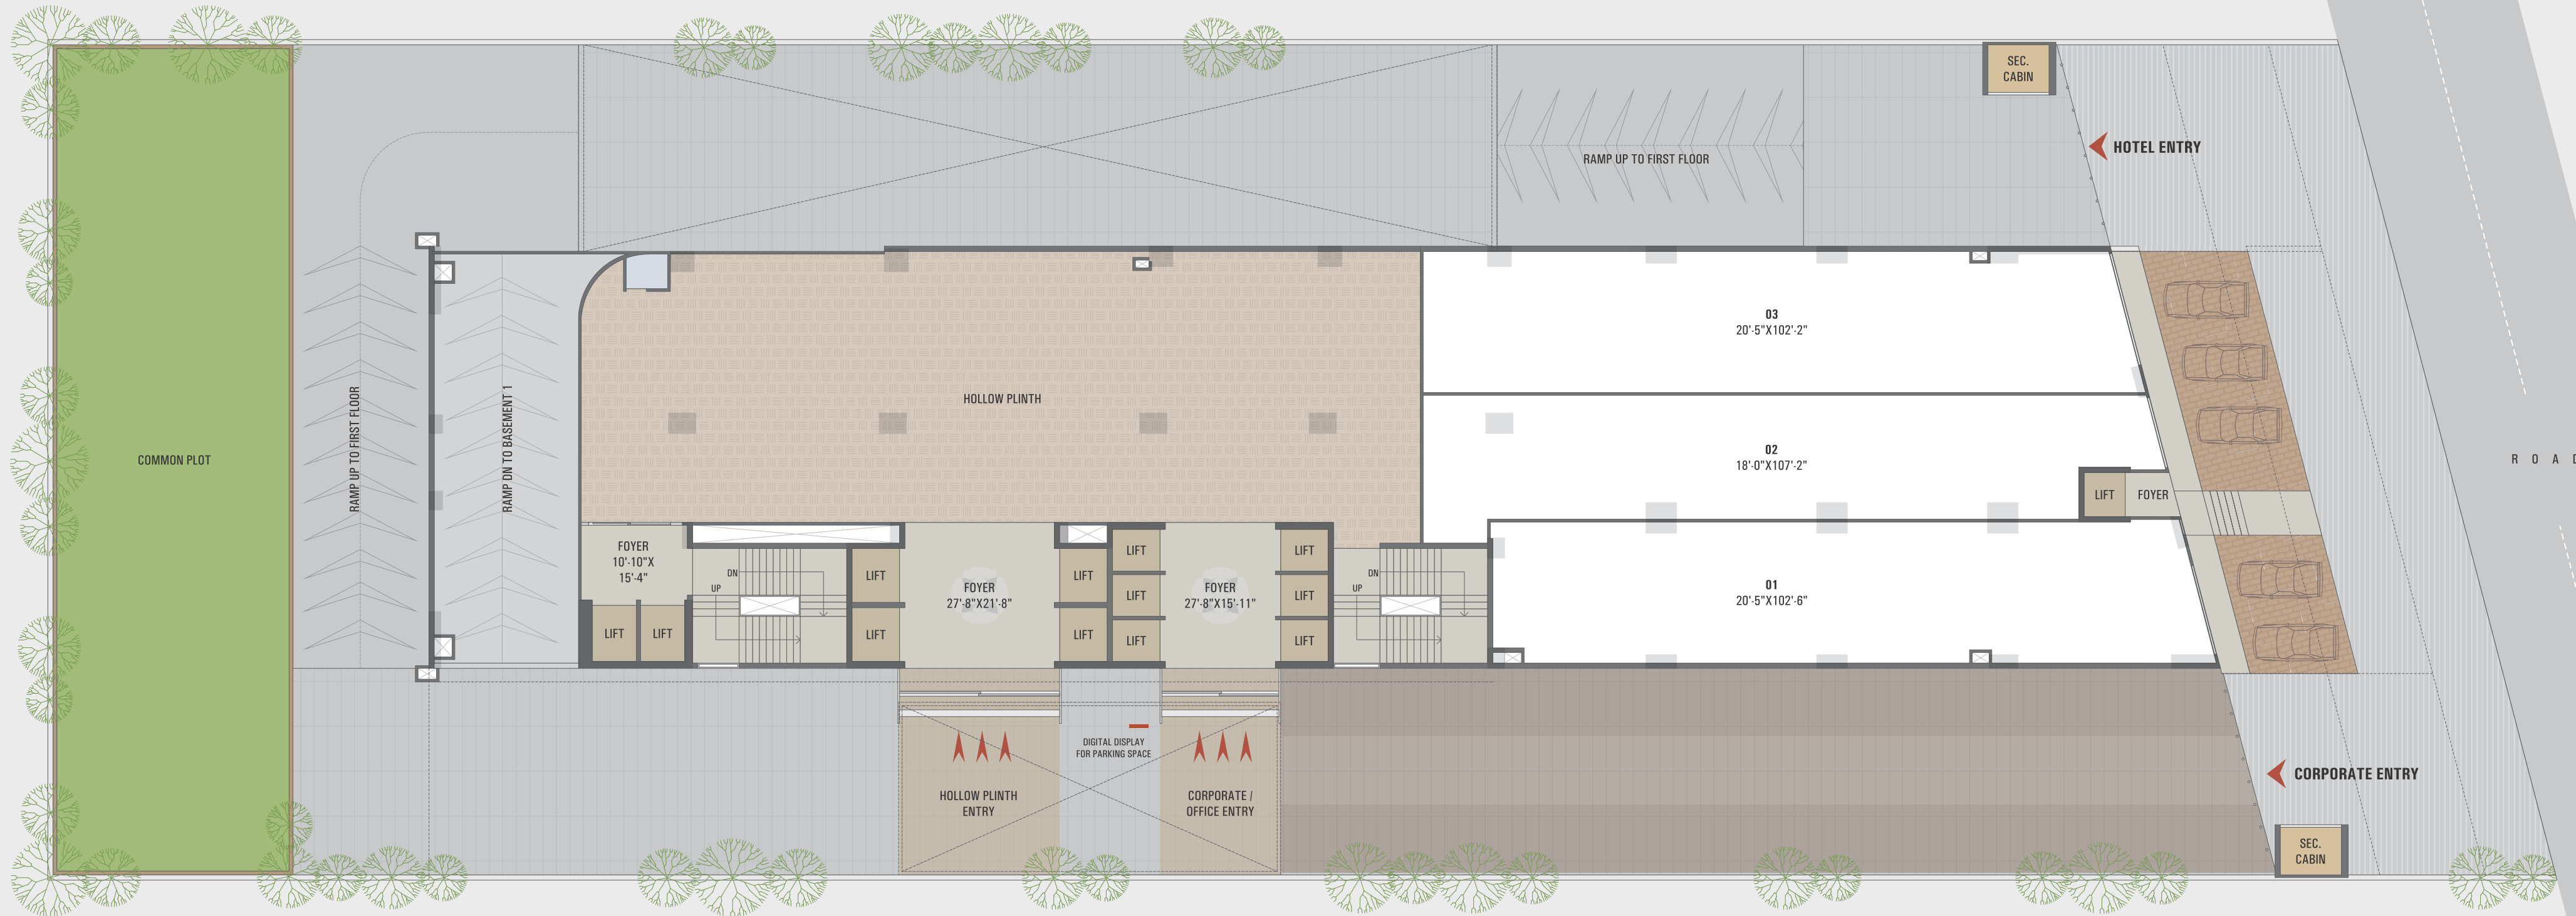 SEC.
CABIN
HOTEL ENTRY
RAMP UP TO FIRST FLOOR
03
20'-5"X102'-2"
HOLLOW PLINTH
COMMON PLOT
RAMP UP TO FIRST FLOOR
RAMP DN TO BASEMENT 1
02
18'-0"X107'-2"
ROAD
LIFT
FOYER
FOYER
10'-10"X
15'-4"
LIFT
LIFT
DN
UP
LIFT
LIFT
FOYER
27'-8"X21'-8"
LIFT
LIFT
LIFT
LIFT
LIFT
FOYER
27'-8"X15'-11"
LIFT
LIFT
LIFT
DN
UP
01
20'-5"X102'-6"
DIGITAL DISPLAY
FOR PARKING SPACE
HOLLOW PLINTH
ENTRY
CORPORATE /
OFFICE ENTRY
CORPORATE ENTRY
SEC.
CABIN